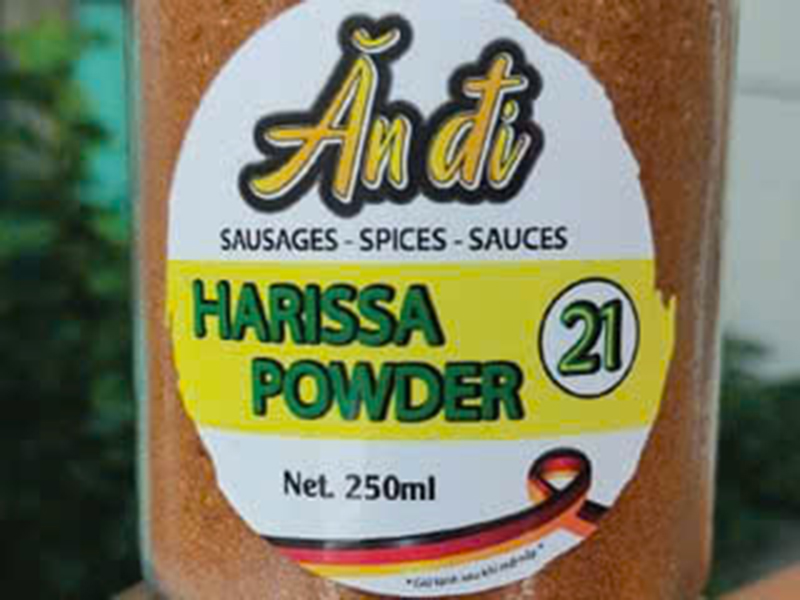 Ăn đi
SAUSAGES - SPICES - SAUCES
HARISSA
POWDER
21
Net. 250ml